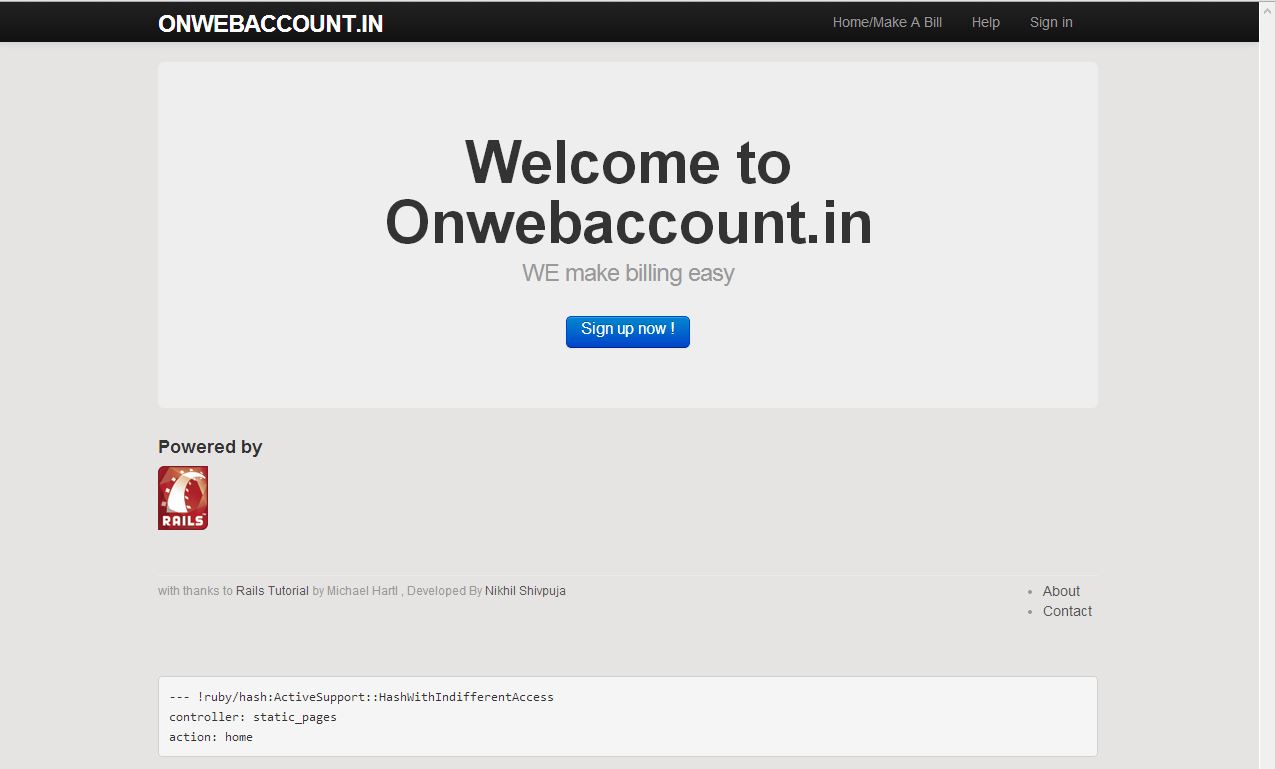 ONWEBACCOUNT.IN
Home/Make A Bill Help Sign in
Welcome to
Onwebaccount.in
WE make billing easy
Sign up now !
Powered by
RAILS
with thanks to Rails Tutorial by Michael Hartl , Developed By Nikhil Shivpuja
• About
• Contact
--- !ruby/hash:ActiveSupport::HashWithIndifferentAccess
controller: static_pages
action: home